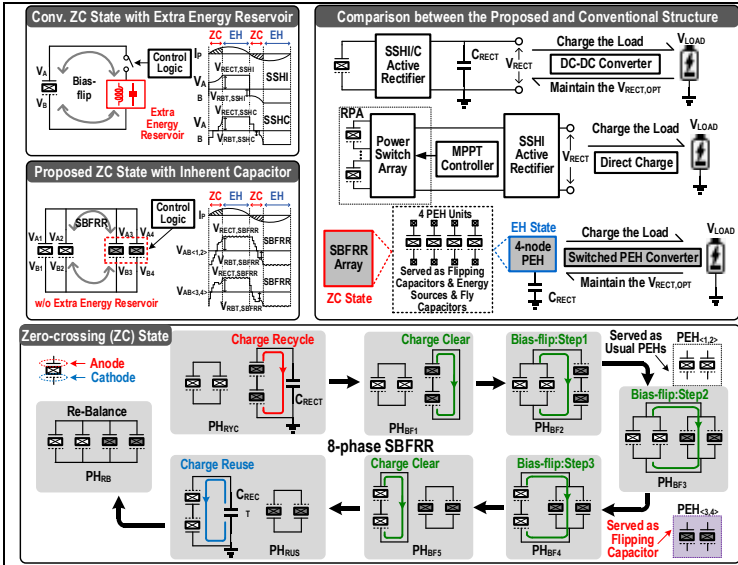 Conv. ZC State with Extra Energy Reservoir
ZC EH ZC EH
Control
Logic
Bias-
flip
VA
VB
Extra
Energy
Reservoir
IP
VRECT,SSHI
VA
SSHI
B
VRBT,SSHI
VRECT,SSHC
VA
SSHC
B
VRBT,SSHC
Proposed ZC State with Inherent Capacitor
ZC EH ZC EH
SBFRR
Control
Logic
VA1 VA2 VA3 VA4
VB1 VB2 VB3 VB4
w/o Extra Energy Reservoir
IP
VRECT,SBFRR
VAB<1,2>
SBFRR
VRECT,SBFRR
VAB<3,4>
SBFRR
VRBT,SBFRR
Comparison between the Proposed and Conventional Structure
SSHI/C
Active
Rectifier
CRECT
VRECT
Charge the Load
DC-DC Converter
Maintain the VRECT,OPT
VLOAD
RPA
Power
Switch
Array
MPPT
Controller
SSHI
Active
Rectifier
VRECT
Charge the Load
Direct Charge
VLOAD
SBFRR
Array
ZC State
4 PEH Units
Served as Flipping
Capacitors & Energy
Sources & Fly
Capacitors
EH State
4-node
PEH
CRECT
Charge the Load
Switched PEH Converter
Maintain the VRECT,OPT
VLOAD
Zero-crossing (ZC) State
Anode
Cathode
Charge Recycle
CRECT
PHRYC
Charge Clear
PHBF1
Bias-flip:Step1
PHBF2
Served as
Usual PEHs
PEH<1,2>
Bias-flip:Step2
PHBF3
8-phase SBFRR
Re-Balance
PHRB
Charge Reuse
CREC
T
PHRUS
Charge Clear
PHBF5
Bias-flip:Step3
PHBF4
Served as
Flipping
Capacitor
PEH<3,4>